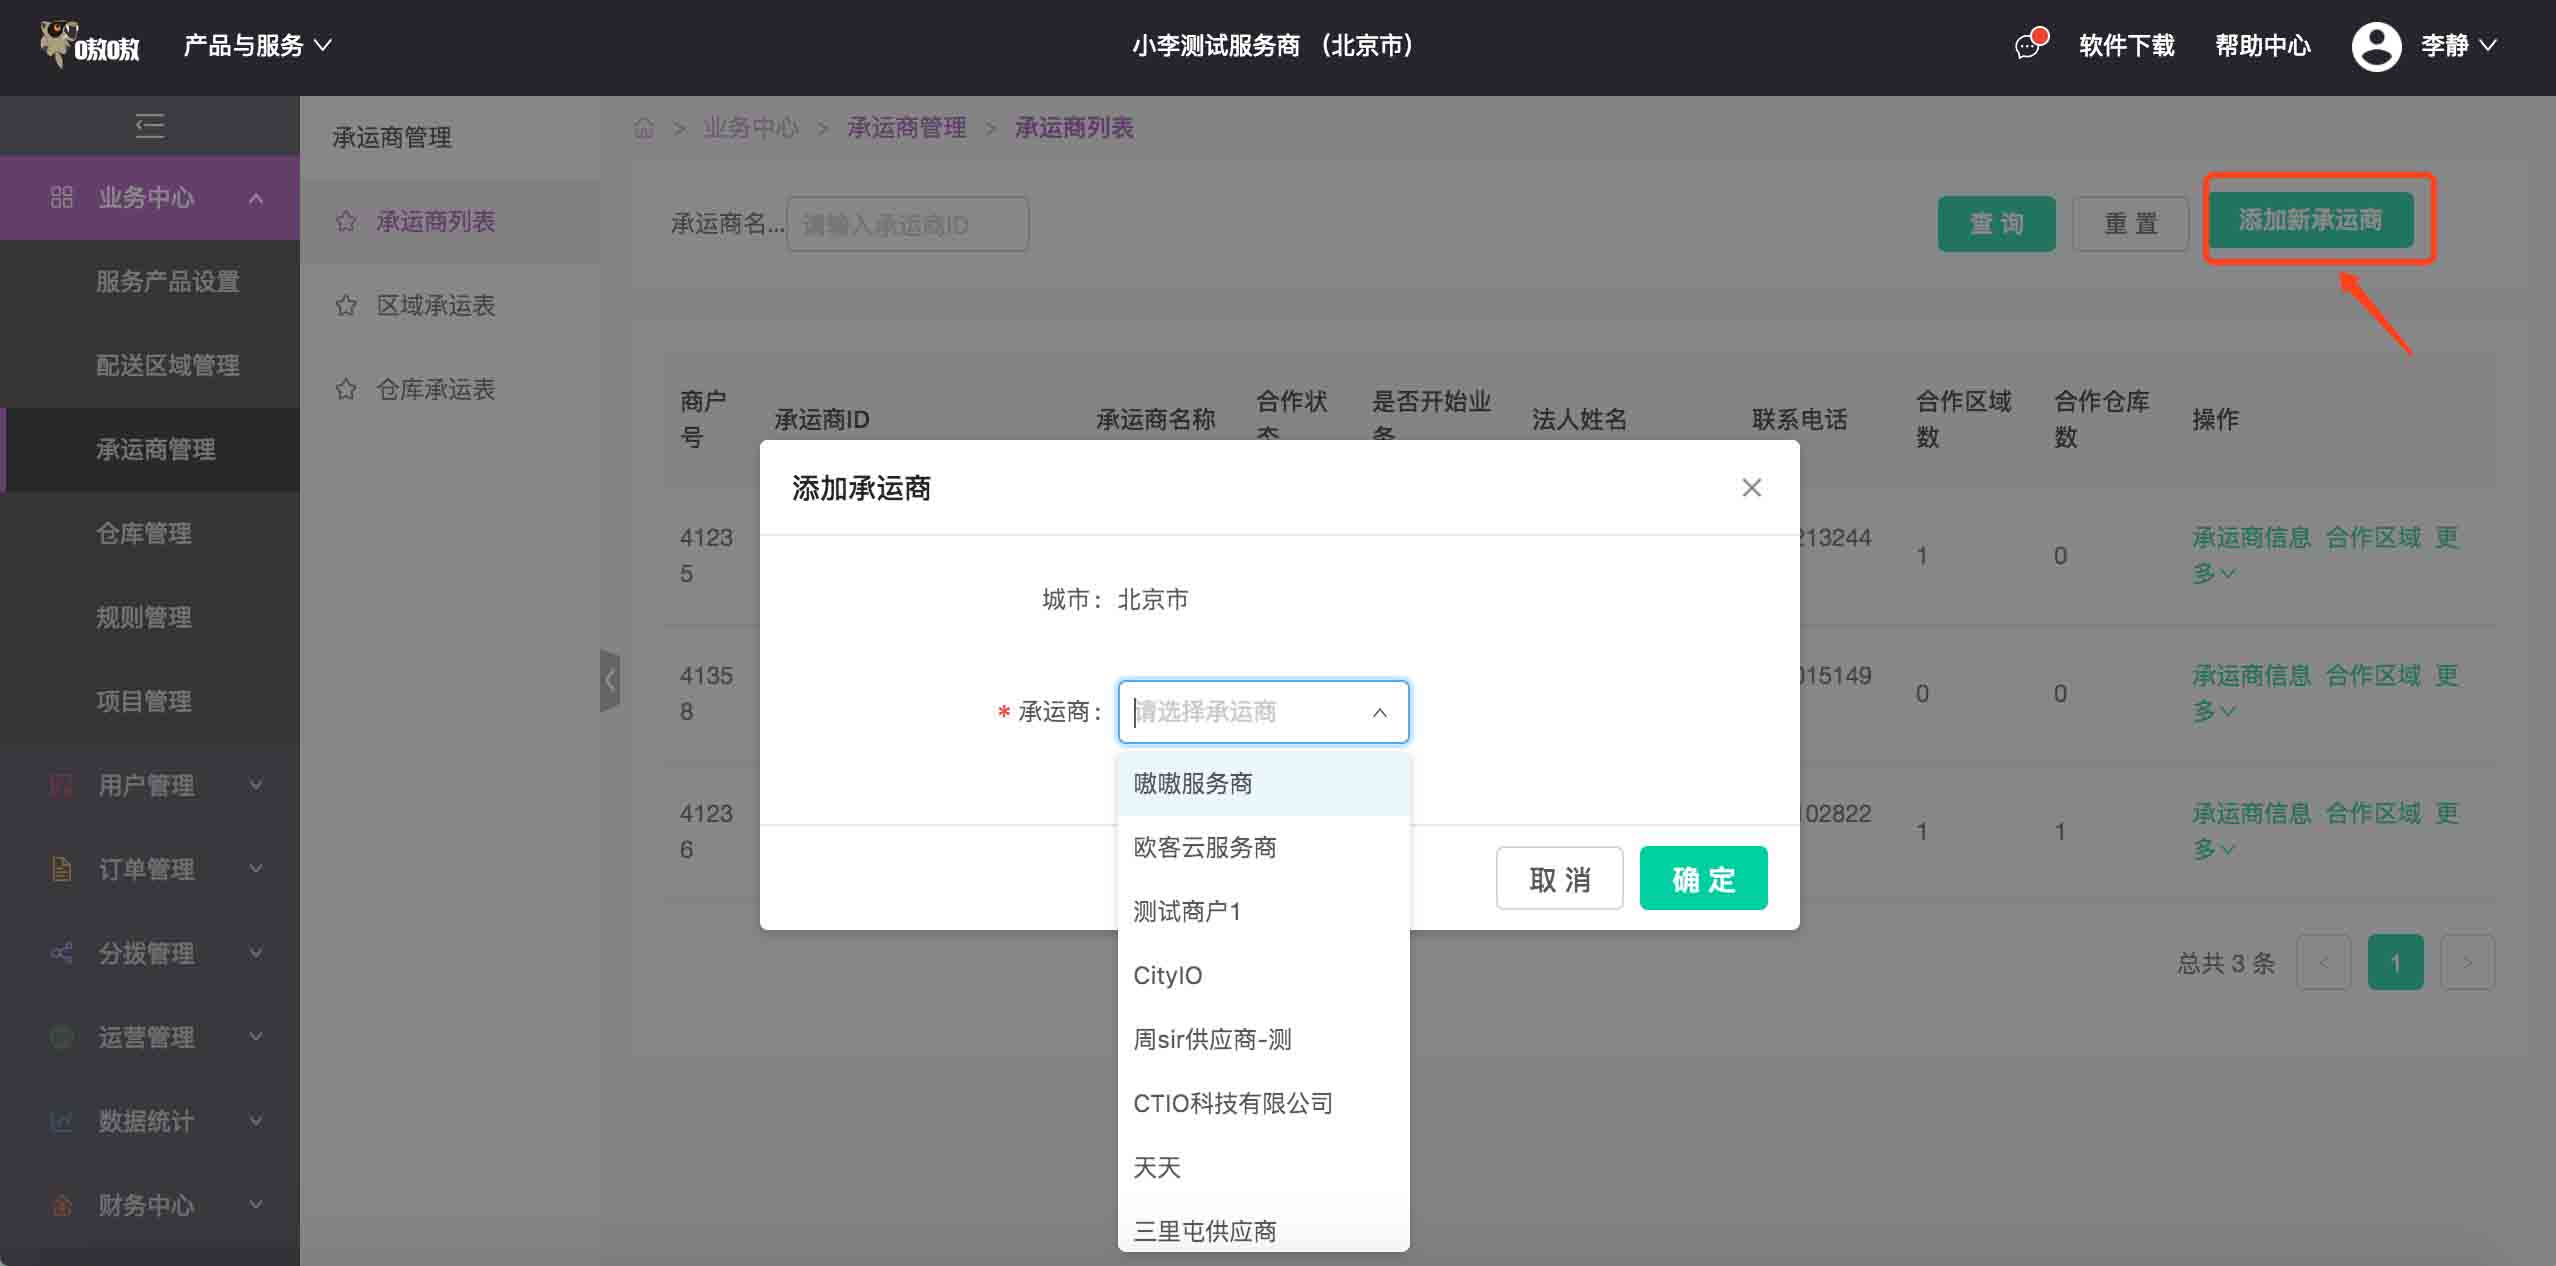 嗷嗷
产品与服务
小李测试服务商 （北京市）
软件下载
帮助中心
李静
业务中心
服务产品设置
配送区域管理
承运商管理
仓库管理
规则管理
项目管理
用户管理
订单管理
分拨管理
运营管理
数据统计
财务中心
承运商管理
承运商列表
区域承运表
仓库承运表
> 业务中心 > 承运商管理 > 承运商列表
承运商名...
请输入承运商ID
查 询
重 置
添加新承运商
商户号
承运商ID
承运商名称
合作状态
是否开始业务
法人姓名
联系电话
合作区域数
合作仓库数
操作
41235
213244
1
0
承运商信息 合作区域 更多
41358
015149
0
0
承运商信息 合作区域 更多
41236
102822
1
1
承运商信息 合作区域 更多
总共 3 条
<
1
>
添加承运商
城市： 北京市
* 承运商：
请选择承运商
嗷嗷服务商
欧客云服务商
测试商户1
CityIO
周sir供应商-测
CTIO科技有限公司
天天
三里屯供应商
取 消
确 定